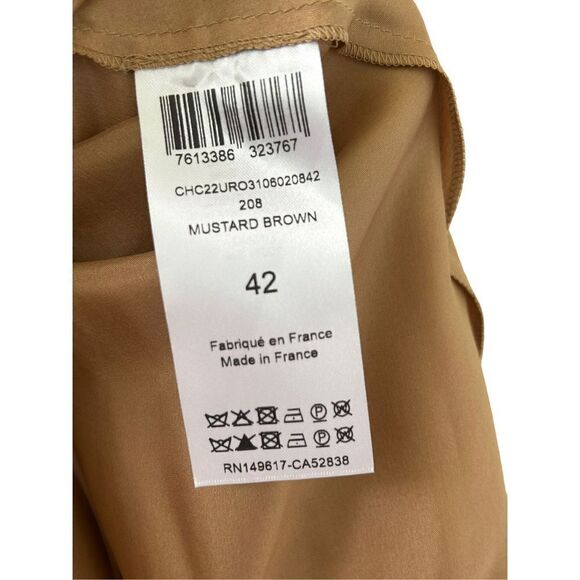 7613386 323767
CHC22URO3106020842
208
MUSTARD BROWN
42
Fabriqué en France
Made in France
RN149617-CA52838